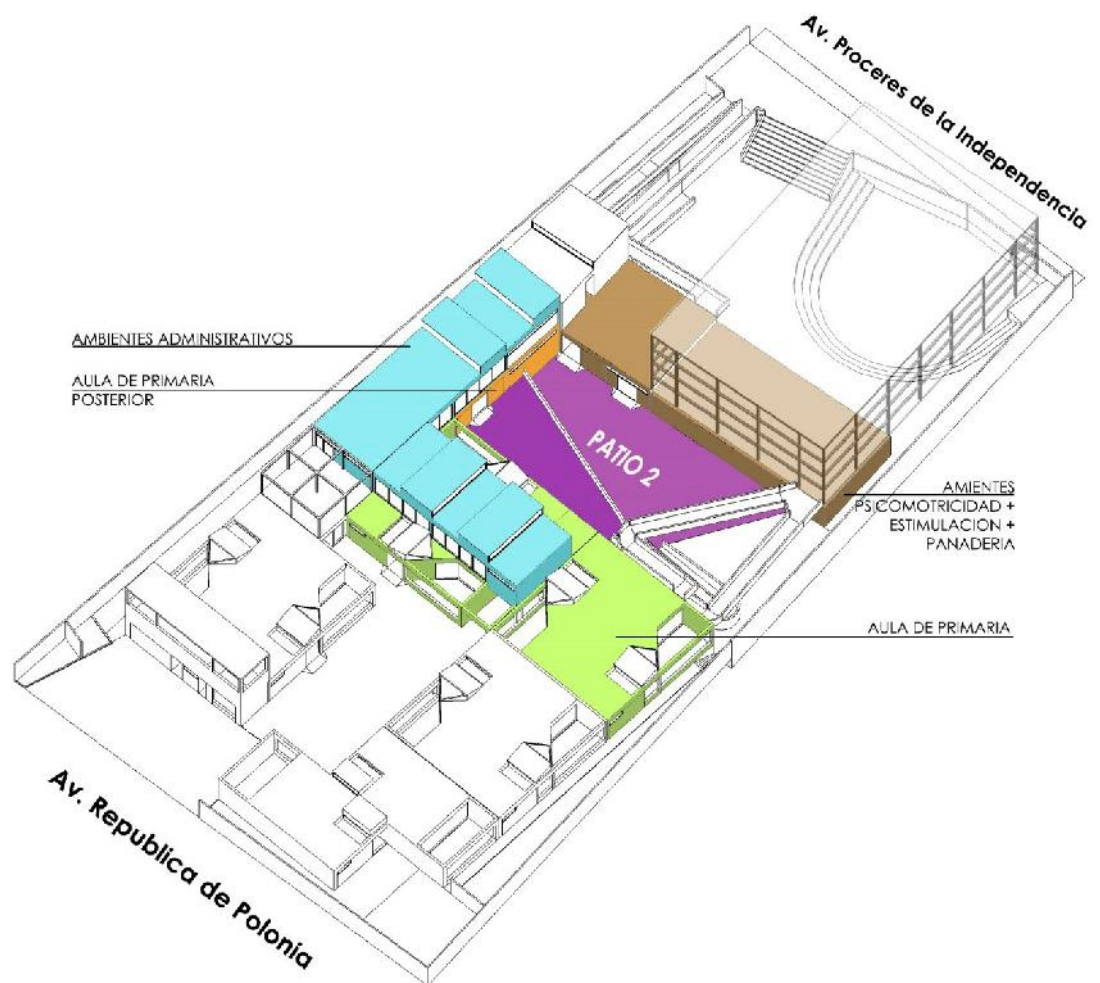 Av. Proceres de la Independencia
AMBIENTES ADMINISTRATIVOS
AULA DE PRIMARIA
POSTERIOR
PATIO 2
AMIENTES
PSICOMOTRICIDAD +
ESTIMULACION +
PANADERIA
AULA DE PRIMARIA
Av. Republica de Polonia